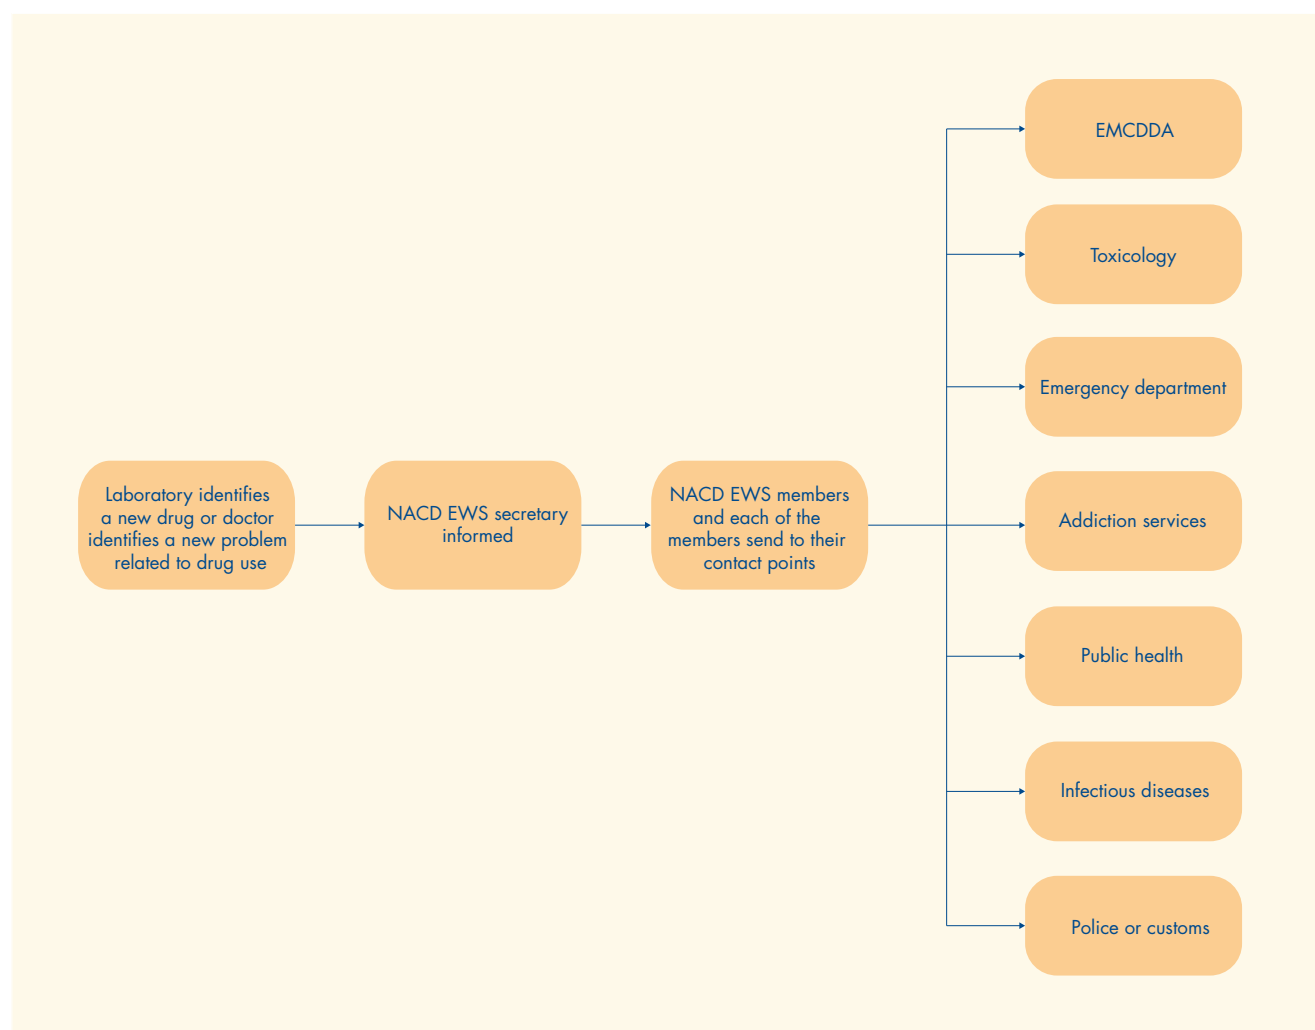 Laboratory identifies
a new drug or doctor
identifies a new problem
related to drug use
NACD EWS secretary
informed
NACD EWS members
and each of the
members send to their
contact points
EMCDDA
Toxicology
Emergency department
Addiction services
Public health
Infectious diseases
Police or customs